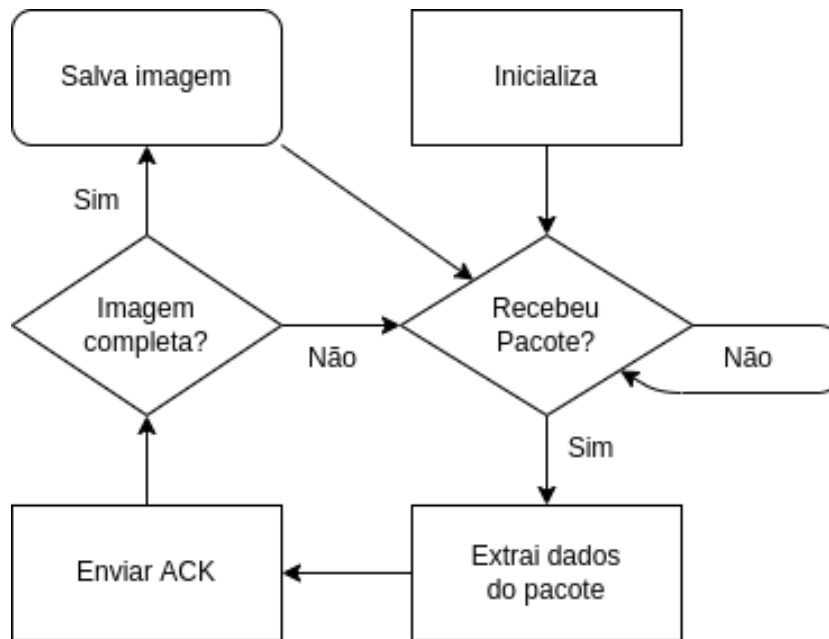 Salva imagem
Inicializa
Sim
Imagem
completa?
Não
Recebeu
Pacote?
Não
Sim
Enviar ACK
Extrai dados
do pacote